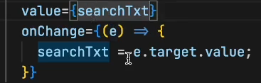 value={searchTxt}
onChange={(e) => {
searchTxt = e.target.value;
}}